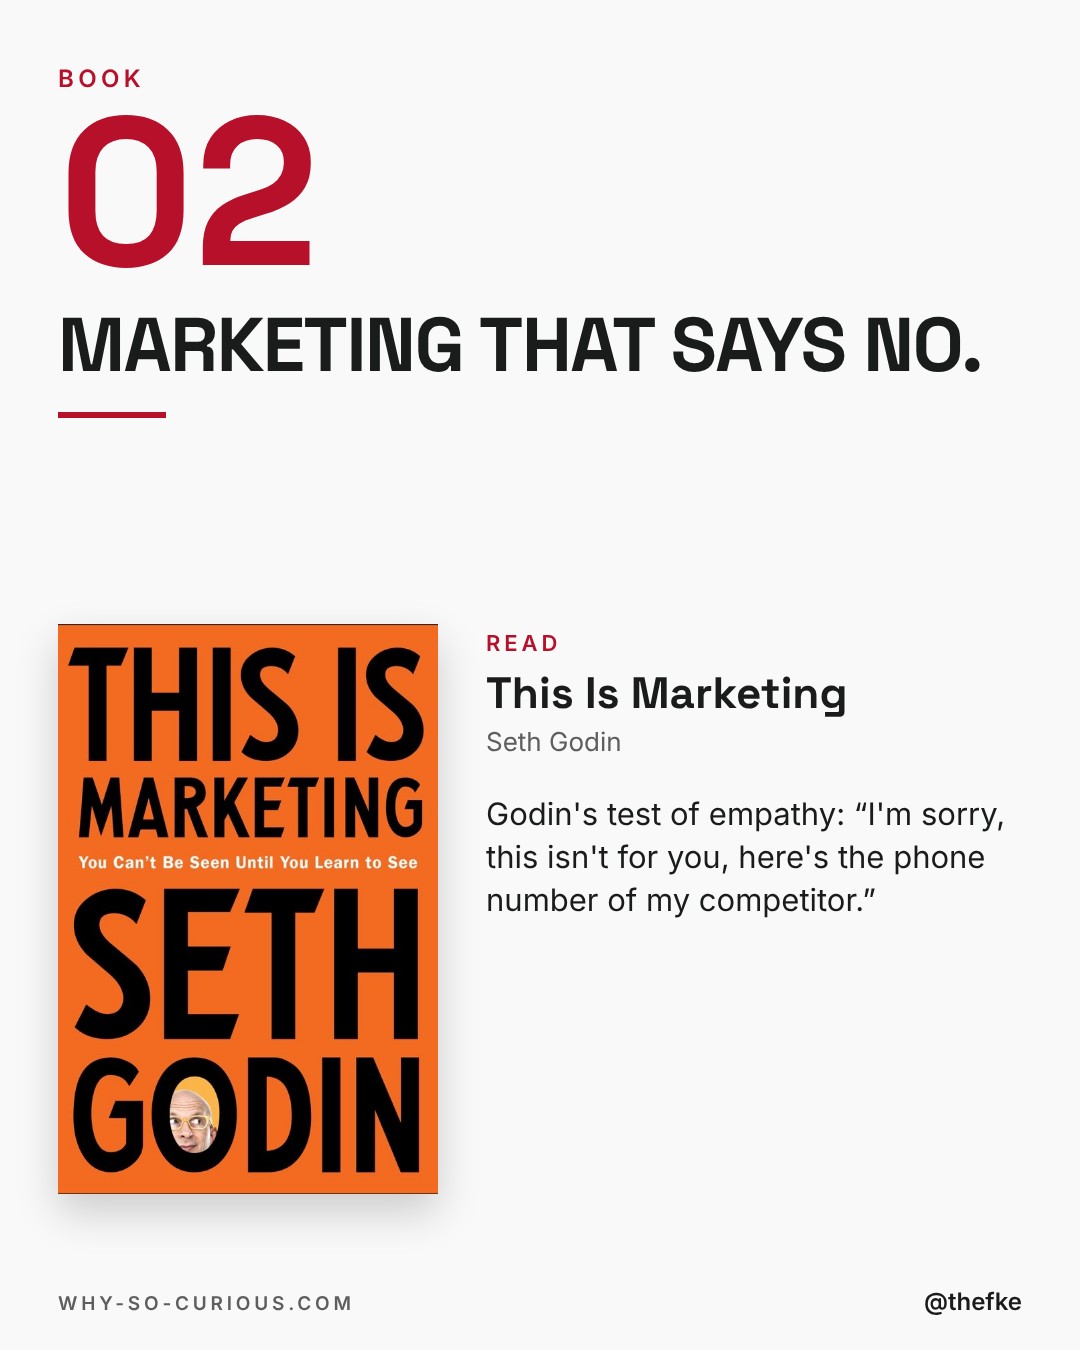 BOOK
02
MARKETING THAT SAYS NO.
THIS IS
MARKETING
You Can't Be Seen Until You Learn to See
SETH
GODIN
READ
This Is Marketing
Seth Godin
Godin's test of empathy: “I'm sorry,
this isn't for you, here's the phone
number of my competitor.”
WHY-SO-CURIOUS.COM
@thefke